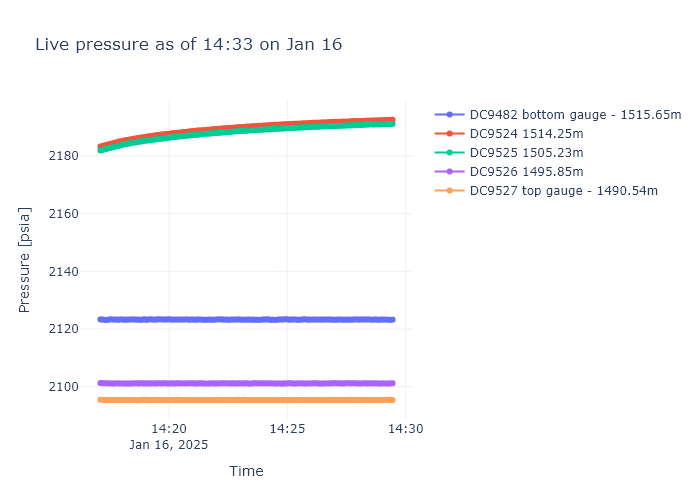 Live pressure as of 14:33 on Jan 16
DC9482 bottom gauge - 1515.65m
DC9524 1514.25m
DC9525 1505.23m
DC9526 1495.85m
DC9527 top gauge - 1490.54m
Pressure [psia]
2180
2160
2140
2120
2100
14:20
14:25
14:30
Jan 16, 2025
Time